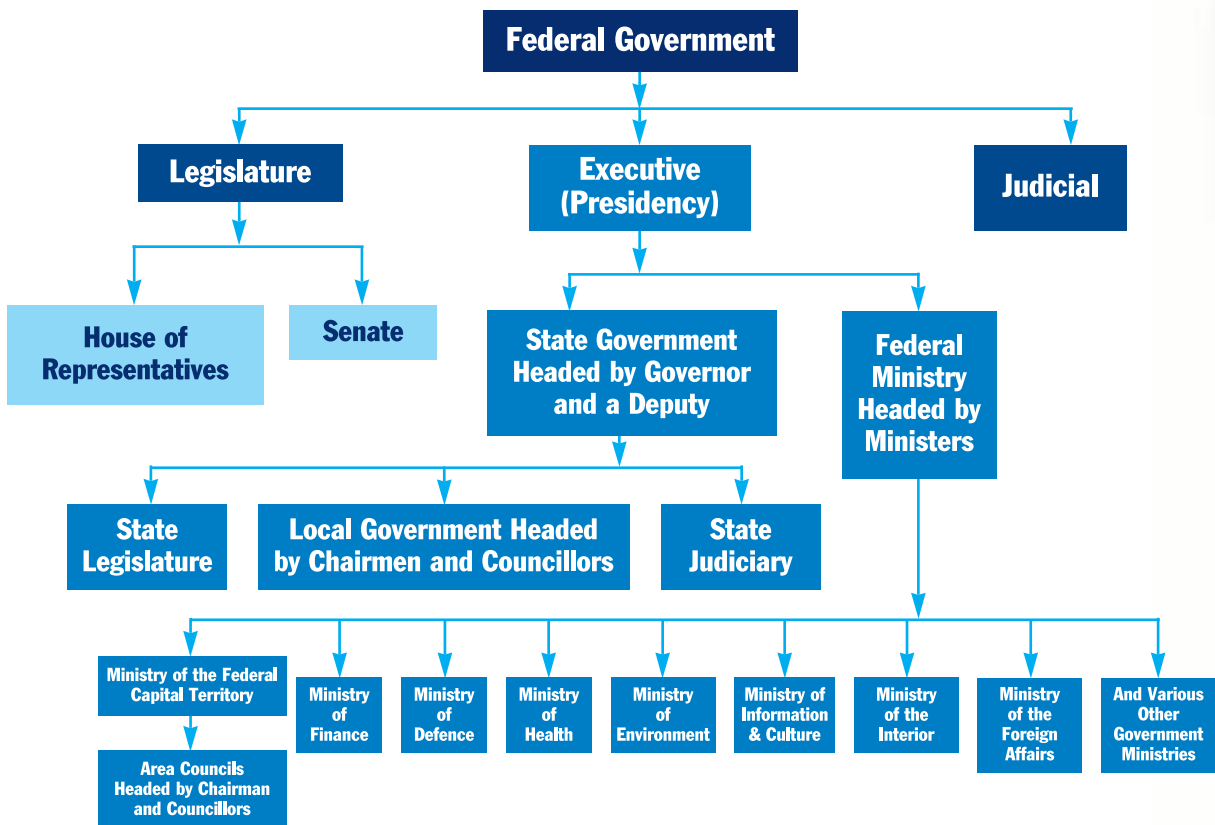 Federal Government
Legislature
Executive
(Presidency)
Judicial
House of
Representatives
Senate
State Government
Headed by Governor
and a Deputy
Federal
Ministry
Headed by
Ministers
State
Legislature
Local Government Headed
by Chairmen and Councillors
State
Judiciary
Ministry of the Federal
Capital Territory
Ministry
of
Finance
Ministry
of
Defence
Ministry
of
Health
Ministry
of
Environment
Ministry of
Information
& Culture
Ministry
of the
Interior
Ministry
of the
Foreign
Affairs
And Various
Other
Government
Ministries
Area Councils
Headed by Chairman
and Councillors